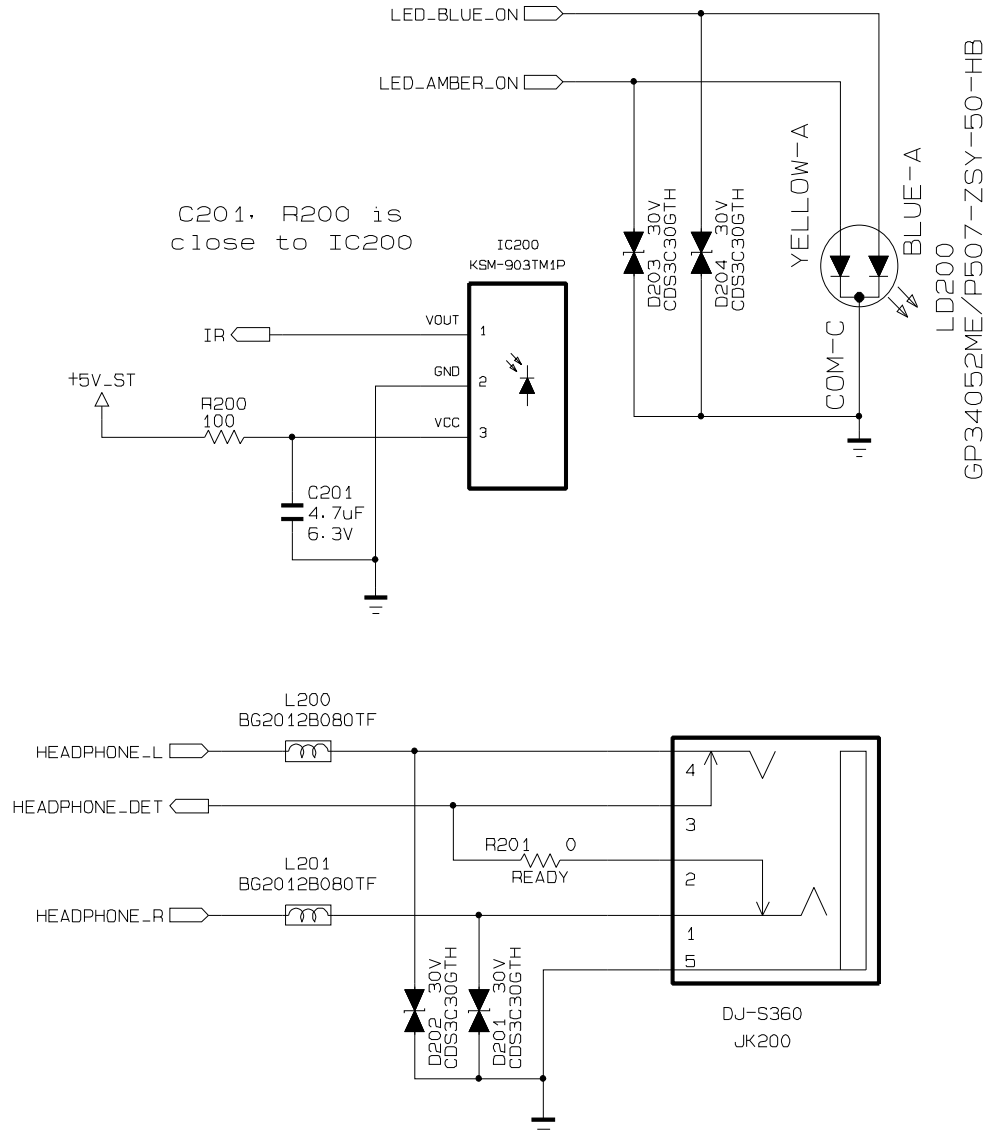 LED_BLUE_ON
LED_AMBER_ON
YELLOW-A
BLUE-A
LD200
GP34052ME/P507-ZSY-50-HB
COM-C
D203 30V
CDS3C30GTH
D204 30V
CDS3C30GTH
C201, R200 is
close to IC200
IC200
KSM-903TM1P
IR
VOUT
1
GND
2
VCC
3
+5V_ST
R200
100
C201
4.7uF
6.3V
L200
BG2012B080TF
HEADPHONE_L
4
HEADPHONE_DET
3
R201 0
READY
2
L201
BG2012B080TF
HEADPHONE_R
1
5
D202 30V
CDS3C30GTH
D201 30V
CDS3C30GTH
DJ-S360
JK200